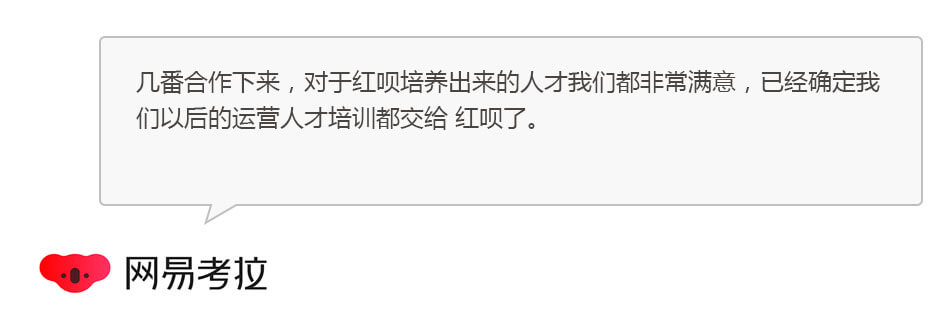 几番合作下来，对于红呗培养出来的人才我们都非常满意，已经确定我
们以后的运营人才培训都交给 红呗了。
网易考拉